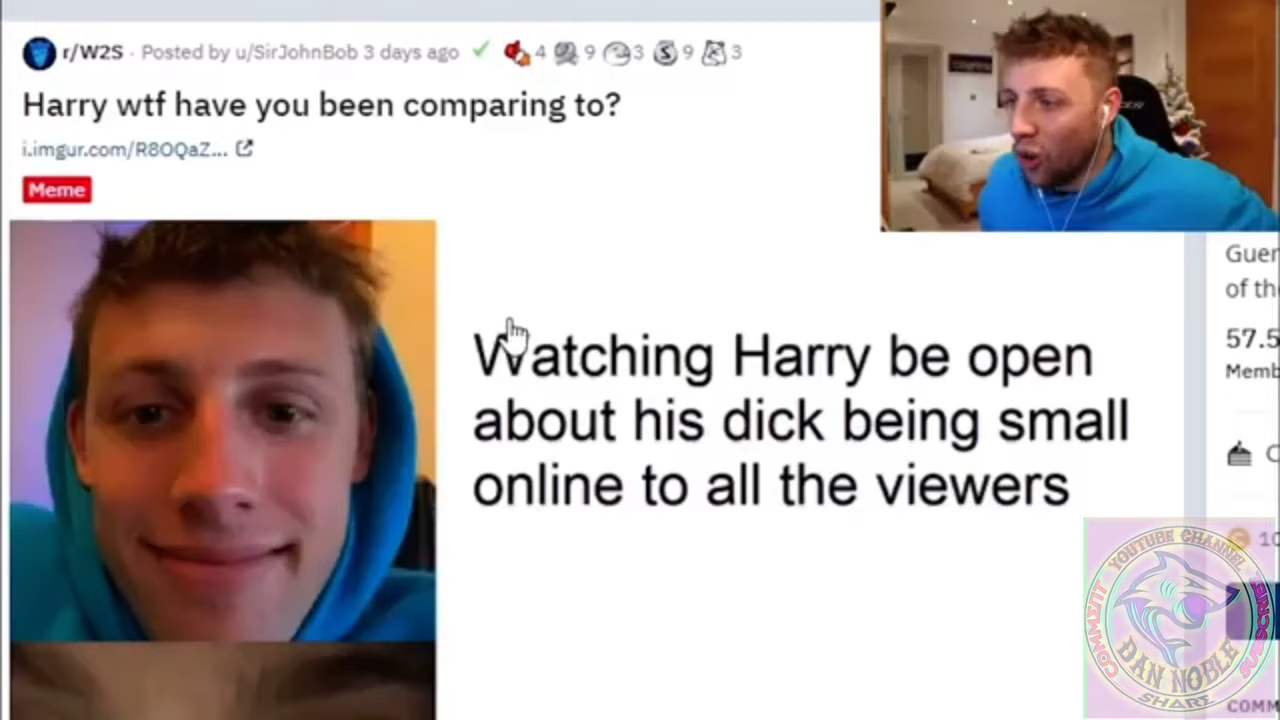 r/W2S · Posted by u/SirJohnBob 3 days ago 4 9 3 9 3
Harry wtf have you been comparing to?
i.imgur.com/R8OQaZ...
Meme
Watching Harry be open
about his dick being small
online to all the viewers
Guer
of th
57.5
Memb
C
10
YOUTUBE CHANNEL
COMMENT
SUBSCRIBE
DAN NOBLE
SHARE
COMM